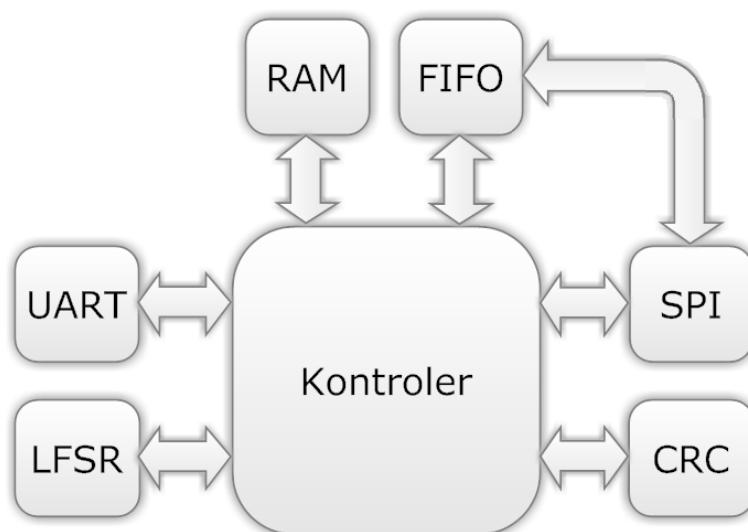 RAM
FIFO
UART
SPI
Kontroler
LFSR
CRC